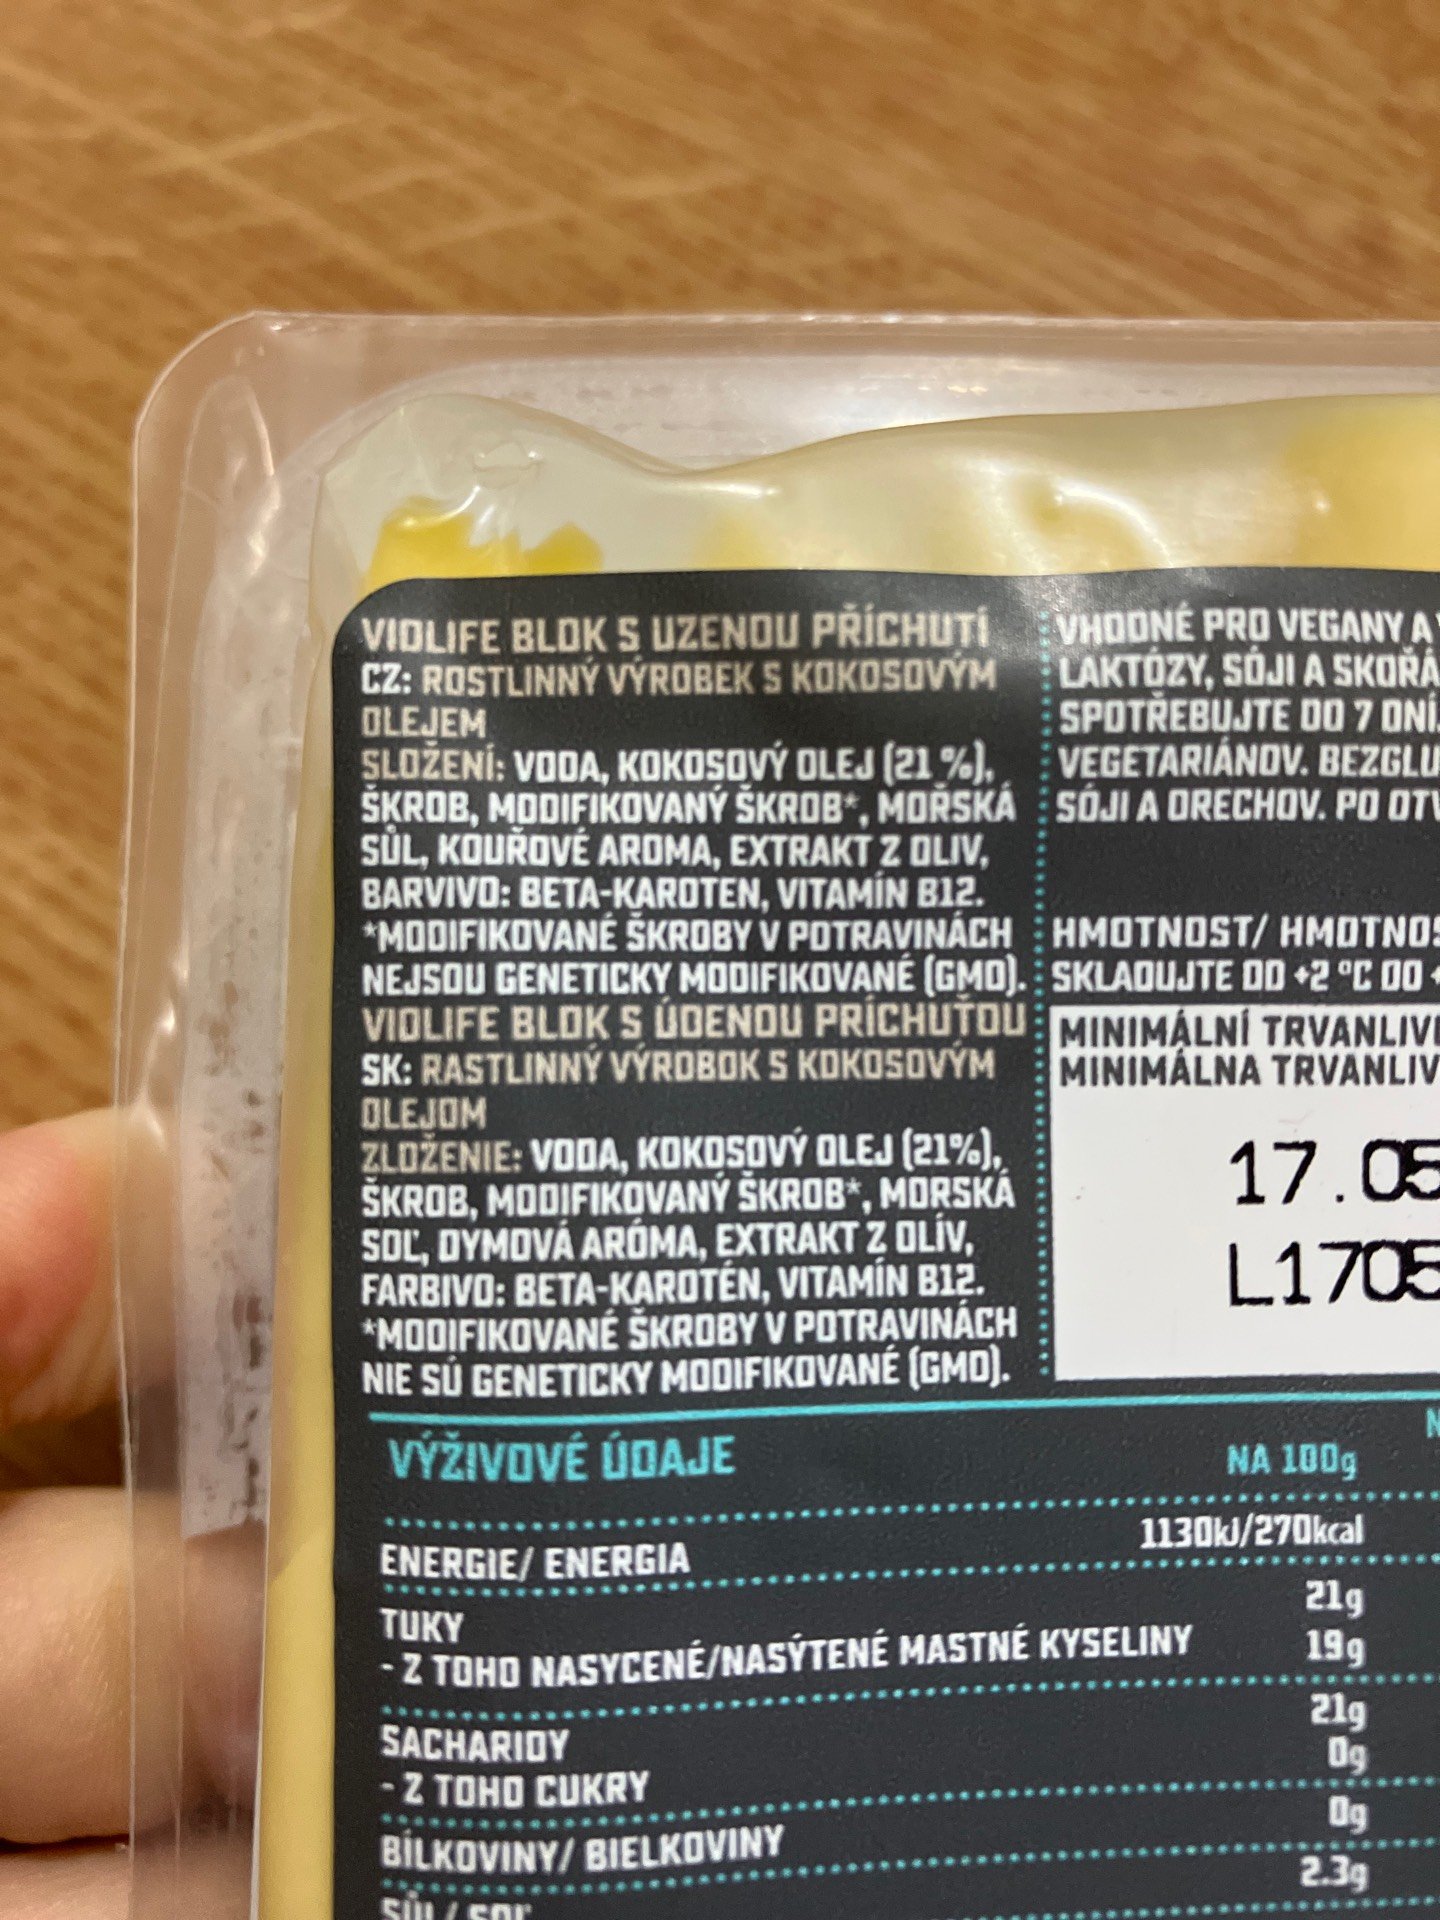 VIOLIFE BLOK S UZENOU PŘÍCHUTÍ
CZ: ROSTLINNÝ VÝROBEK S KOKOSOVÝM
OLEJEM
SLOŽENÍ: VODA, KOKOSOVÝ OLEJ (21 %),
ŠKROB, MODIFIKOVANÝ ŠKROB*, MOŘSKÁ
SŮL, KOUŘOVÉ AROMA, EXTRAKT Z OLIV,
BARVIVO: BETA-KAROTEN, VITAMÍN B12.
*MODIFIKOVANÉ ŠKROBY V POTRAVINÁCH
NEJSOU GENETICKY MODIFIKOVANÉ (GMO).
VIOLIFE BLOK S ÚDENOU PRÍCHUŤOU
SK: RASTLINNÝ VÝROBOK S KOKOSOVÝM
OLEJOM
ZLOŽENIE: VODA, KOKOSOVÝ OLEJ (21%),
ŠKROB, MODIFIKOVANÝ ŠKROB*, MORSKÁ
SOĽ, DYMOVÁ ARÓMA, EXTRAKT Z OLÍV,
FARBIVO: BETA-KAROTÉN, VITAMÍN B12.
*MODIFIKOVANÉ ŠKROBY V POTRAVINÁCH
NIE SÚ GENETICKY MODIFIKOVANÉ (GMO).
VHODNÉ PRO VEGANY A
LAKTÓZY, SÓJI A
SPOTŘEBUJTE DO 7 DNÍ.
VEGETARIÁNOV.
SÓJI A ORECHOV. PO
HMOTNOST/
SKLADUJTE OD +2 °C DO
MINIMÁLNÍ
MINIMÁLNA
17.05
L1705
VÝŽIVOVÉ ÚDAJE NA 100g
ENERGIE/ ENERGIA 1130kJ/270kcal
TUKY 21g
- Z TOHO NASYCENÉ/NASÝTENÉ MASTNÉ KYSELINY 19g
SACHARIDY 21g
- Z TOHO CUKRY 0g
BÍLKOVINY/ BIELKOVINY 0g
SŮL/ SOĽ 2.3g